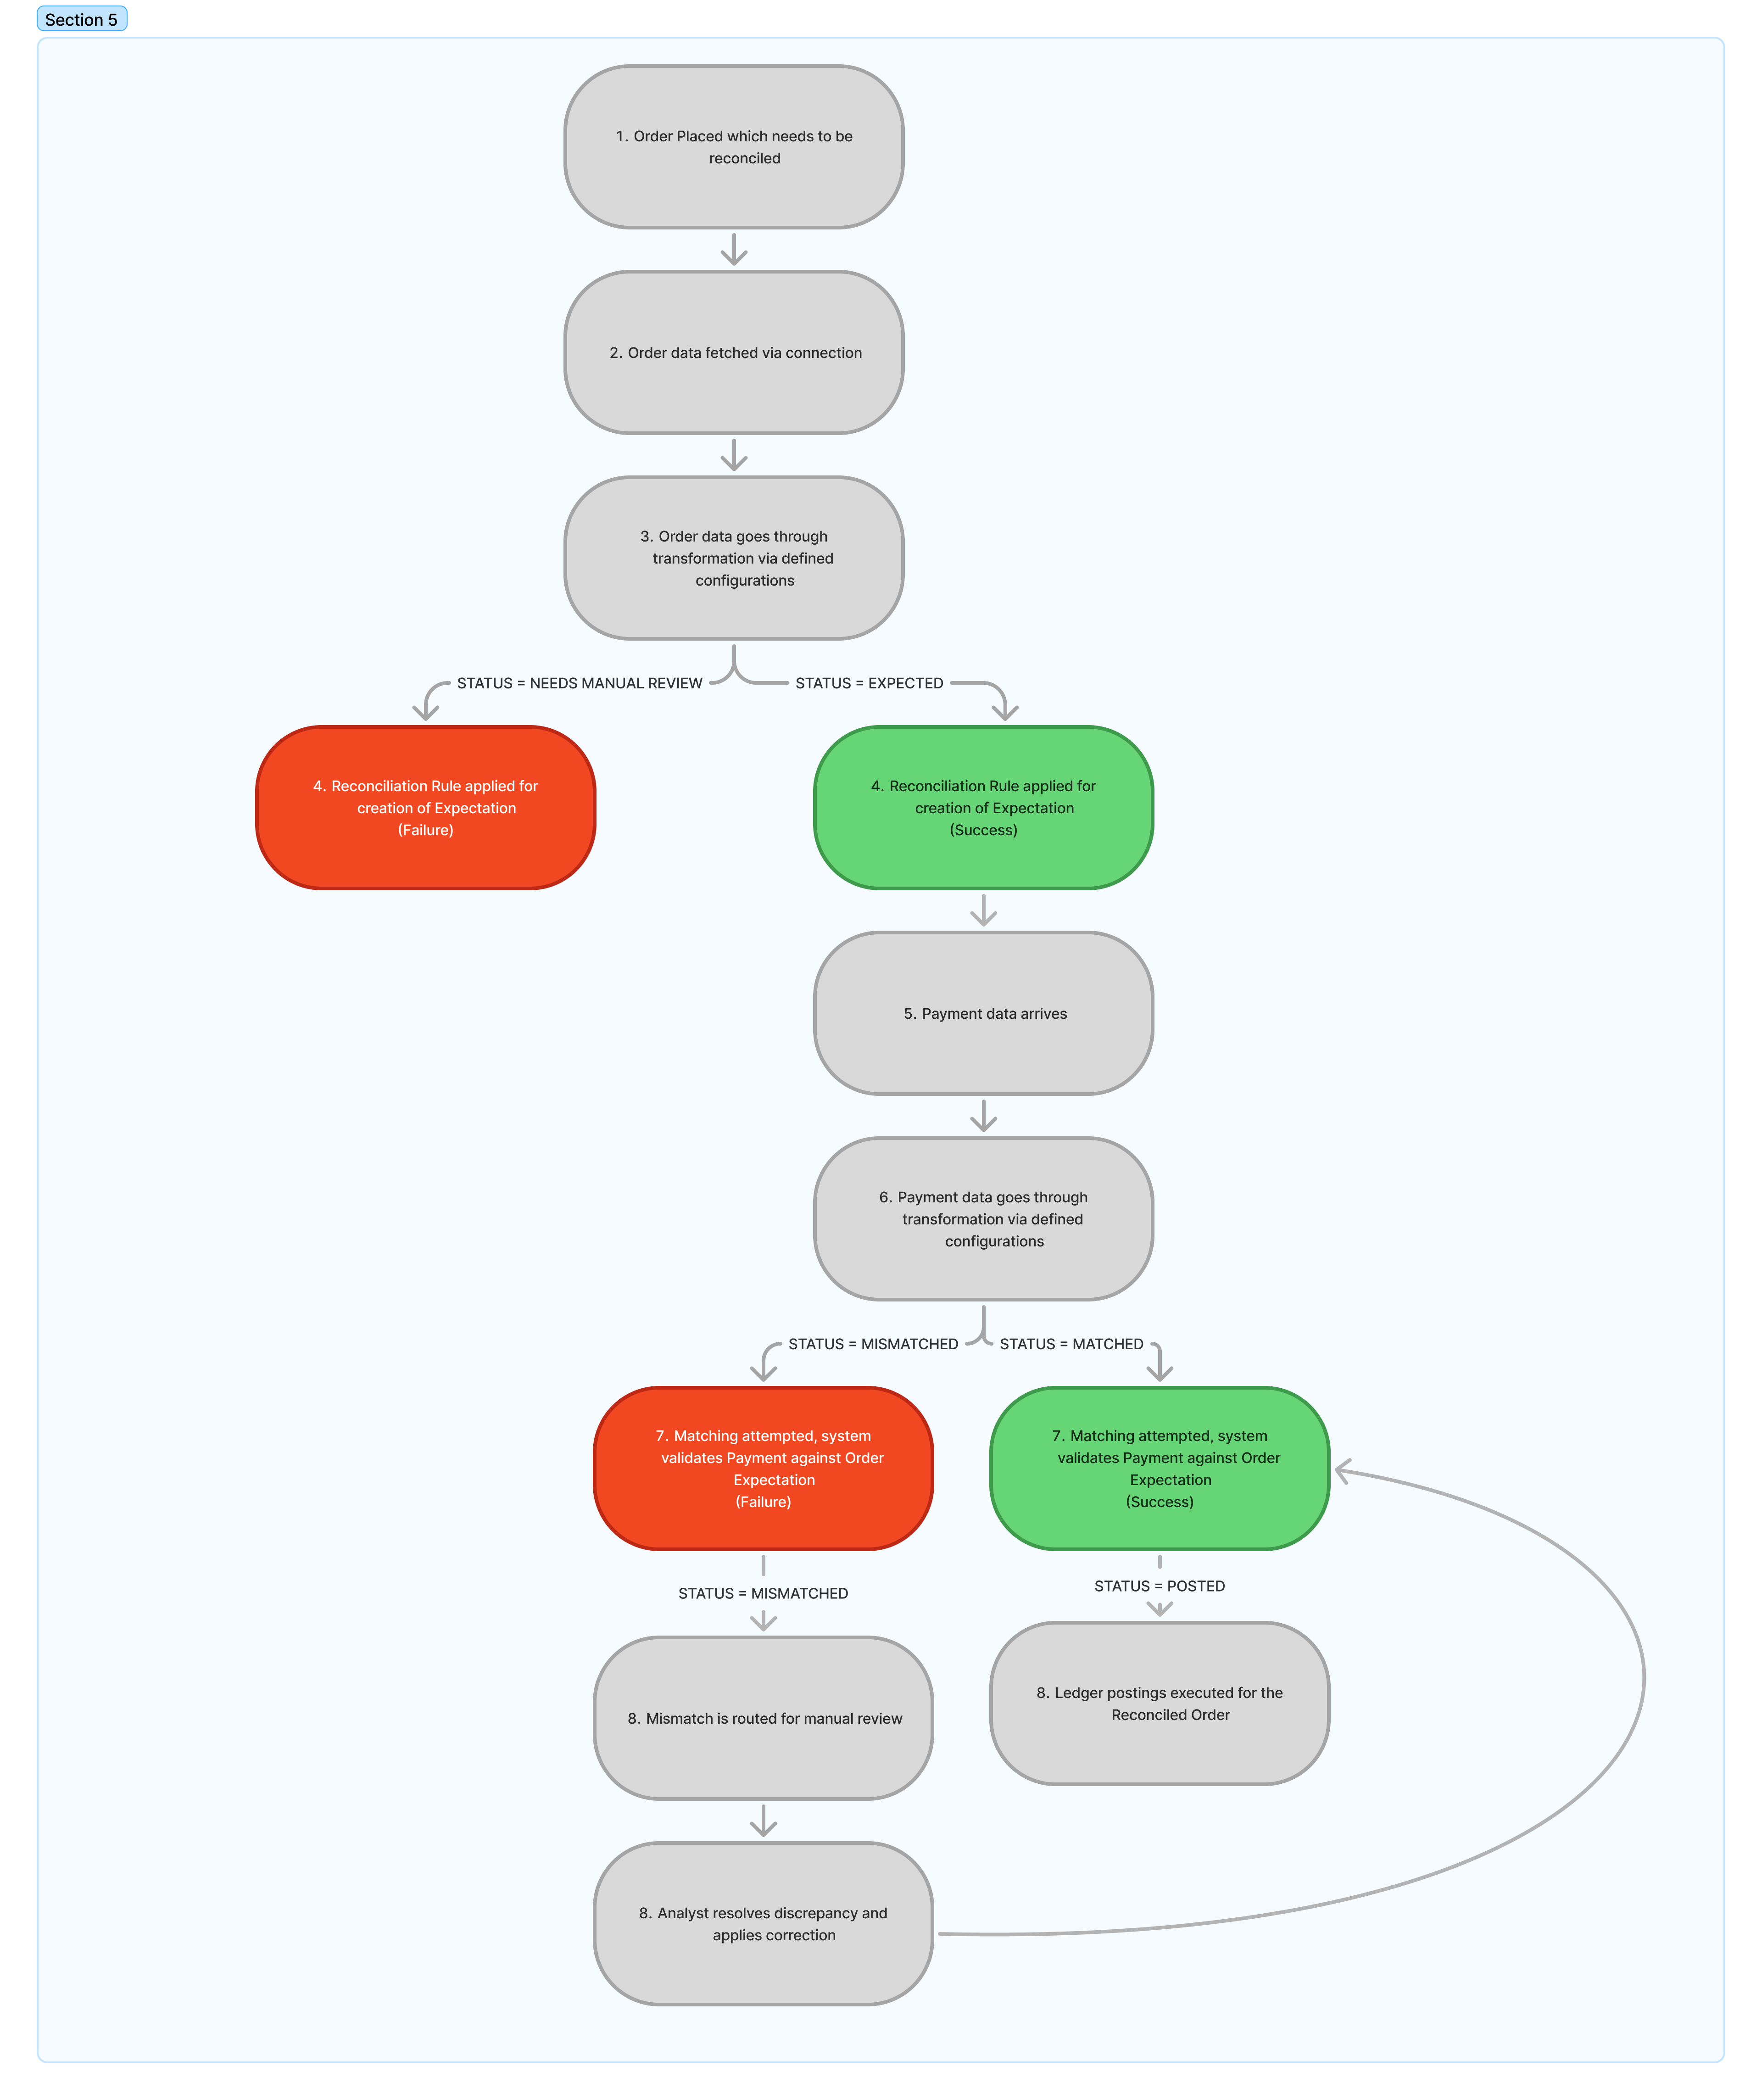 Section 5
1. Order Placed which needs to be
reconciled
2. Order data fetched via connection
3. Order data goes through
transformation via defined
configurations
STATUS = NEEDS MANUAL REVIEW
STATUS = EXPECTED
4. Reconciliation Rule applied for
creation of Expectation
(Failure)
4. Reconciliation Rule applied for
creation of Expectation
(Success)
5. Payment data arrives
6. Payment data goes through
transformation via defined
configurations
STATUS = MISMATCHED
STATUS = MATCHED
7. Matching attempted, system
validates Payment against Order
Expectation
(Failure)
7. Matching attempted, system
validates Payment against Order
Expectation
(Success)
STATUS = MISMATCHED
STATUS = POSTED
8. Mismatch is routed for manual review
8. Ledger postings executed for the
Reconciled Order
8. Analyst resolves discrepancy and
applies correction